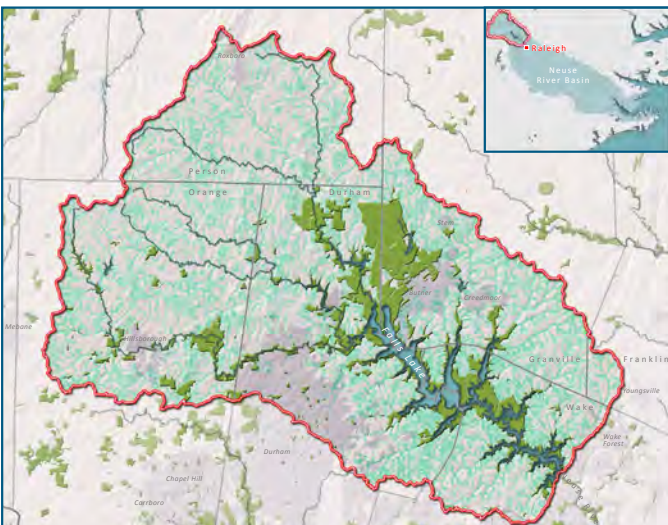 Raleigh
Neuse
River Basin
Roxboro
Person
Orange
Durham
Stem
Butner
Creedmoor
Mebane
Hillsborough
Falls Lake
Granville
Franklin
Youngsville
Wake
Wake
Forest
Durham
Chapel Hill
Carrboro